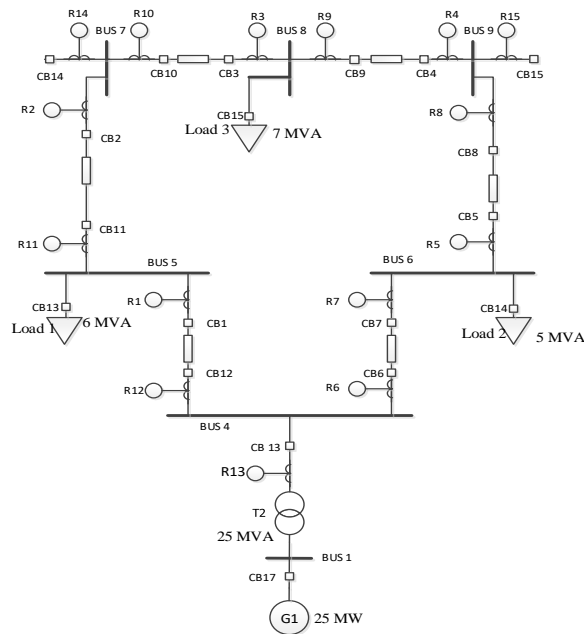 R14 R10 R3 R9 R4 R15
BUS 7 BUS 8 BUS 9
CB14 CB10 CB3 CB9 CB4 CB15
R2 R8
CB15
Load 3 7 MVA
CB2 CB8
CB11 CB5
R11 R5
BUS 5 BUS 6
CB13 R1 R7 CB14
Load 1 6 MVA CB1 CB7 Load 2 5 MVA
CB12 CB6
R12 R6
BUS 4
CB 13
R13
T2
25 MVA
BUS 1
CB17
G1 25 MW